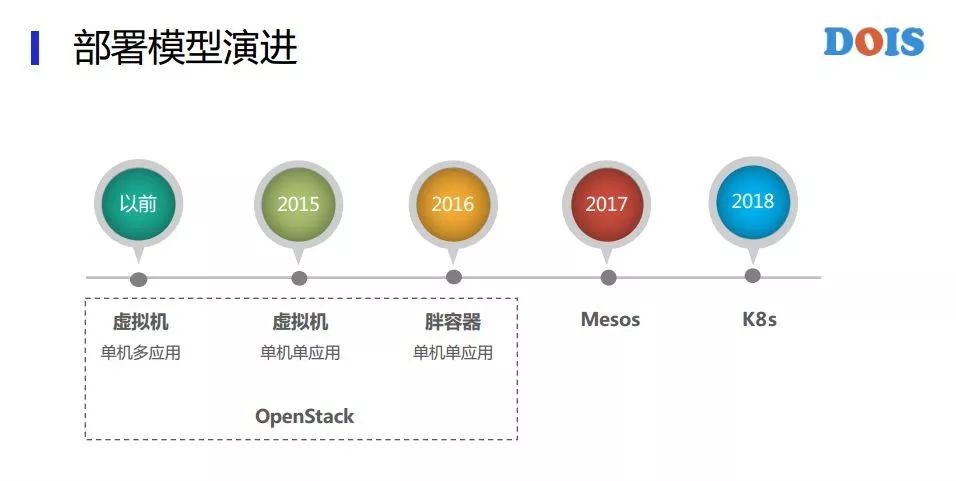 部署模型演进
DOIS
以前
2015
2016
2017
2018
虚拟机
单机多应用
虚拟机
单机单应用
胖容器
单机单应用
Mesos
K8s
OpenStack